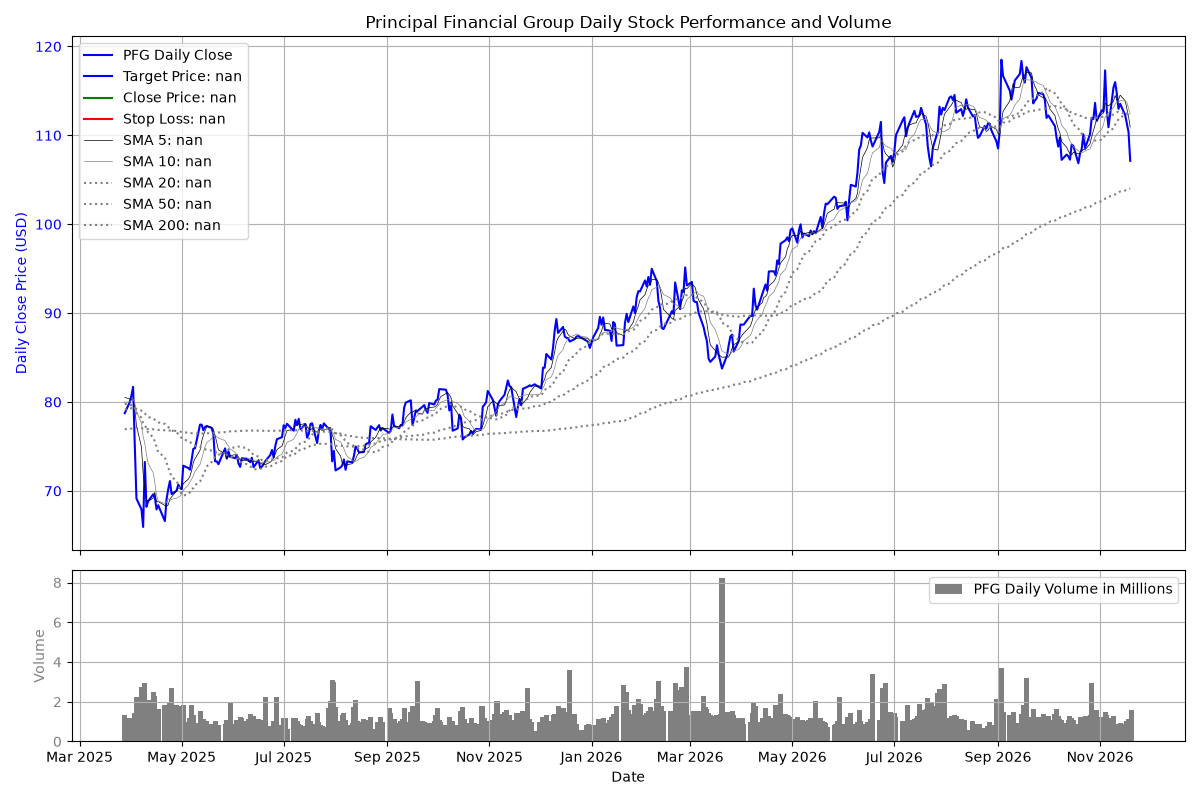 Principal Financial Group Daily Stock Performance and Volume
PFG Daily Close
Target Price: nan
Close Price: nan
Stop Loss: nan
SMA 5: nan
SMA 10: nan
SMA 20: nan
SMA 50: nan
SMA 200: nan
120
110
100
90
80
70
Daily Close Price (USD)
PFG Daily Volume in Millions
8
6
4
2
0
Volume
Mar 2025 May 2025 Jul 2025 Sep 2025 Nov 2025 Jan 2026 Mar 2026 May 2026 Jul 2026 Sep 2026 Nov 2026
Date